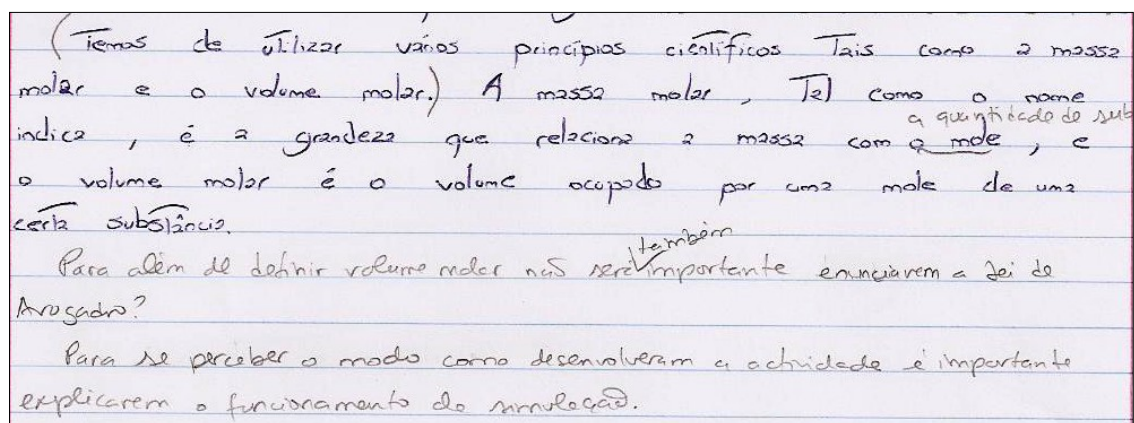 (Temos de utilizar vários princípios científicos Tais como a massa
molar e o volume molar.) A massa molar, Tal como o nome
a quantidade de sub
indica, é a grandeza que relaciona a massa com a mole, e
o volume molar é o volume ocupado por uma mole de uma
certa substância.
também
Para além de definir volume molar não será importante enunciarem a Lei de
Avogadro?
Para se perceber o modo como desenvolveram a actividade é importante
explicarem o funcionamento da simulação.